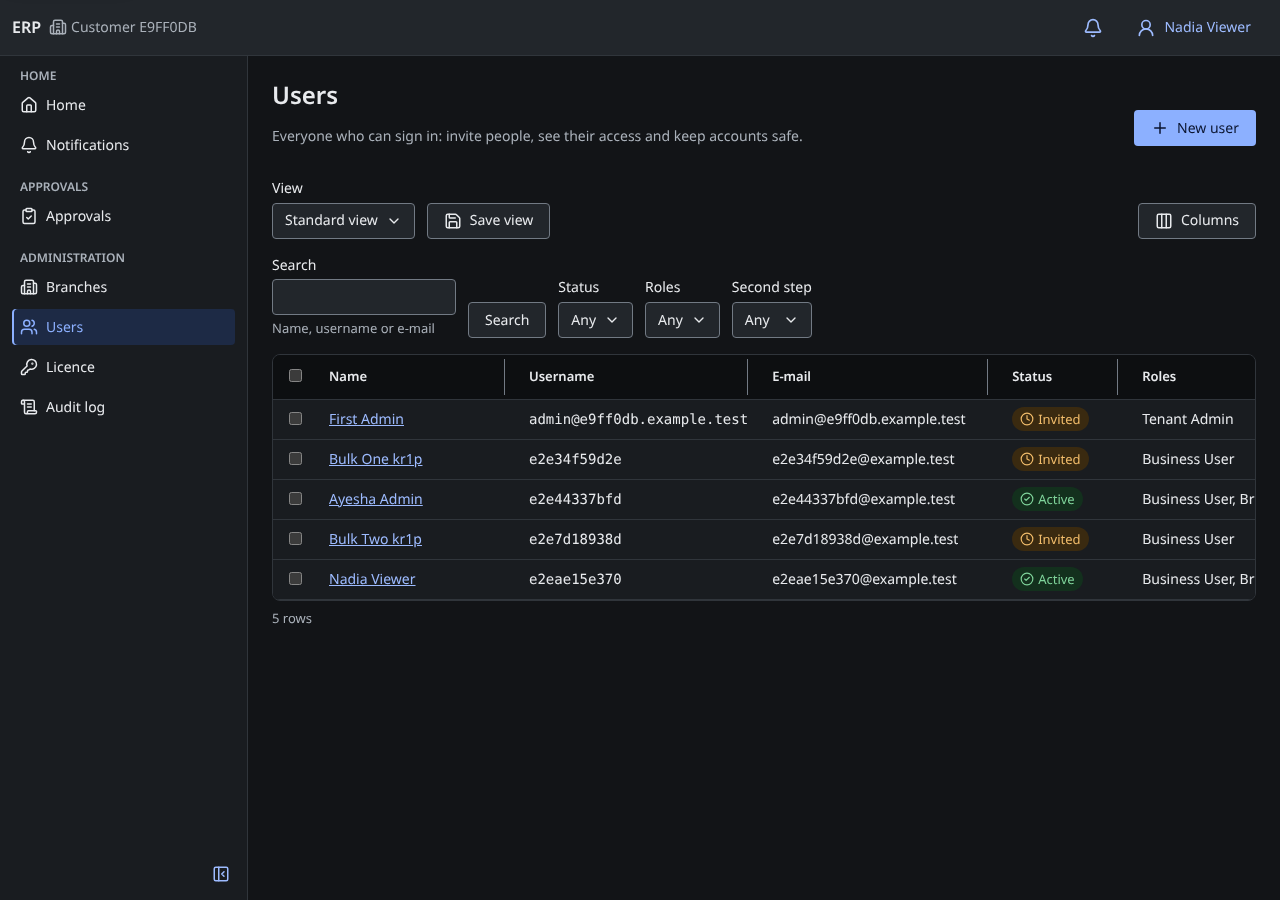 ERP Customer E9FF0DB
Nadia Viewer
HOME
Home
Notifications
APPROVALS
Approvals
ADMINISTRATION
Branches
Users
Licence
Audit log
Users
Everyone who can sign in: invite people, see their access and keep accounts safe.
New user
View
Standard view
Save view
Columns
Search
Name, username or e-mail
Search
Status
Any
Roles
Any
Second step
Any
Name Username E-mail Status Roles
First Admin admin@e9ff0db.example.test admin@e9ff0db.example.test Invited Tenant Admin
Bulk One kr1p e2e34f59d2e e2e34f59d2e@example.test Invited Business User
Ayesha Admin e2e44337bfd e2e44337bfd@example.test Active Business User, Br
Bulk Two kr1p e2e7d18938d e2e7d18938d@example.test Invited Business User
Nadia Viewer e2eae15e370 e2eae15e370@example.test Active Business User, Br
5 rows